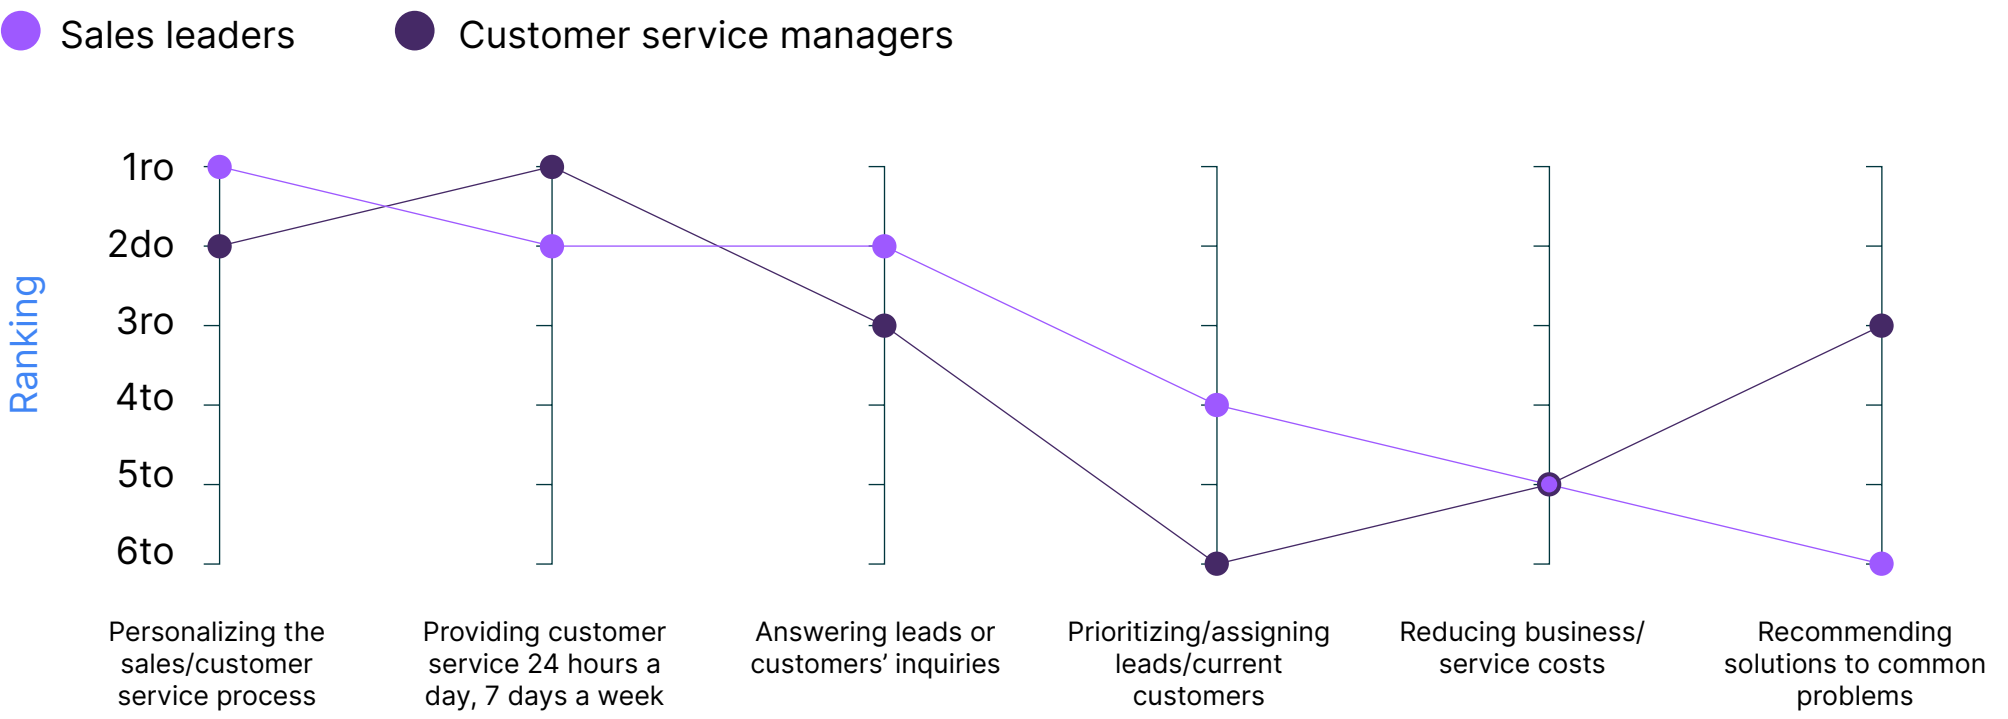 Sales leaders
Customer service managers
Ranking
1ro
2do
3ro
4to
5to
6to
Personalizing the
sales/customer
service process
Providing customer
service 24 hours a
day, 7 days a week
Answering leads or
customers’ inquiries
Prioritizing/assigning
leads/current
customers
Reducing business/
service costs
Recommending
solutions to common
problems